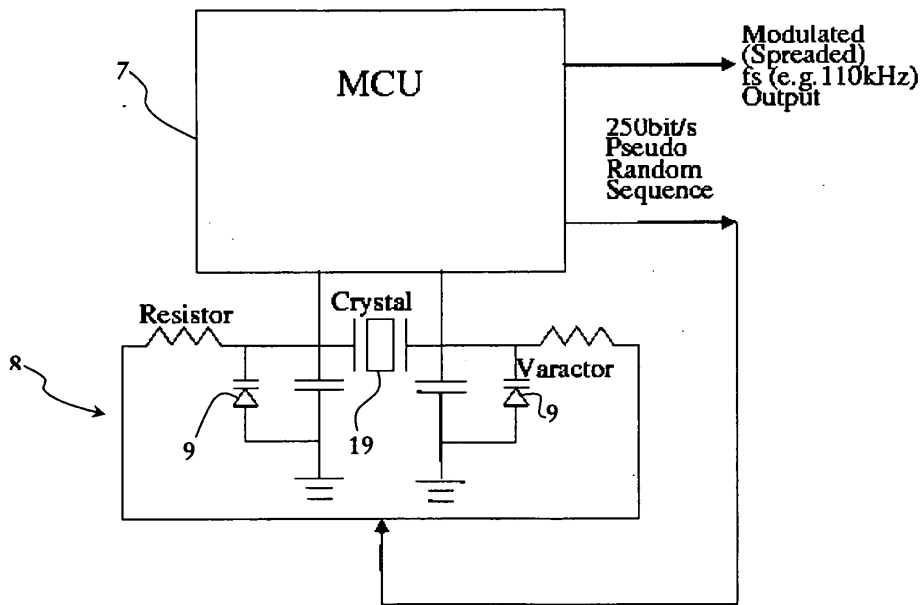 7
MCU
Modulated
(Spreaded)
fs (e.g.110kHz)
Output
250bit/s
Pseudo
Random
Sequence
8
Resistor
Crystal
Varactor
9
19
9